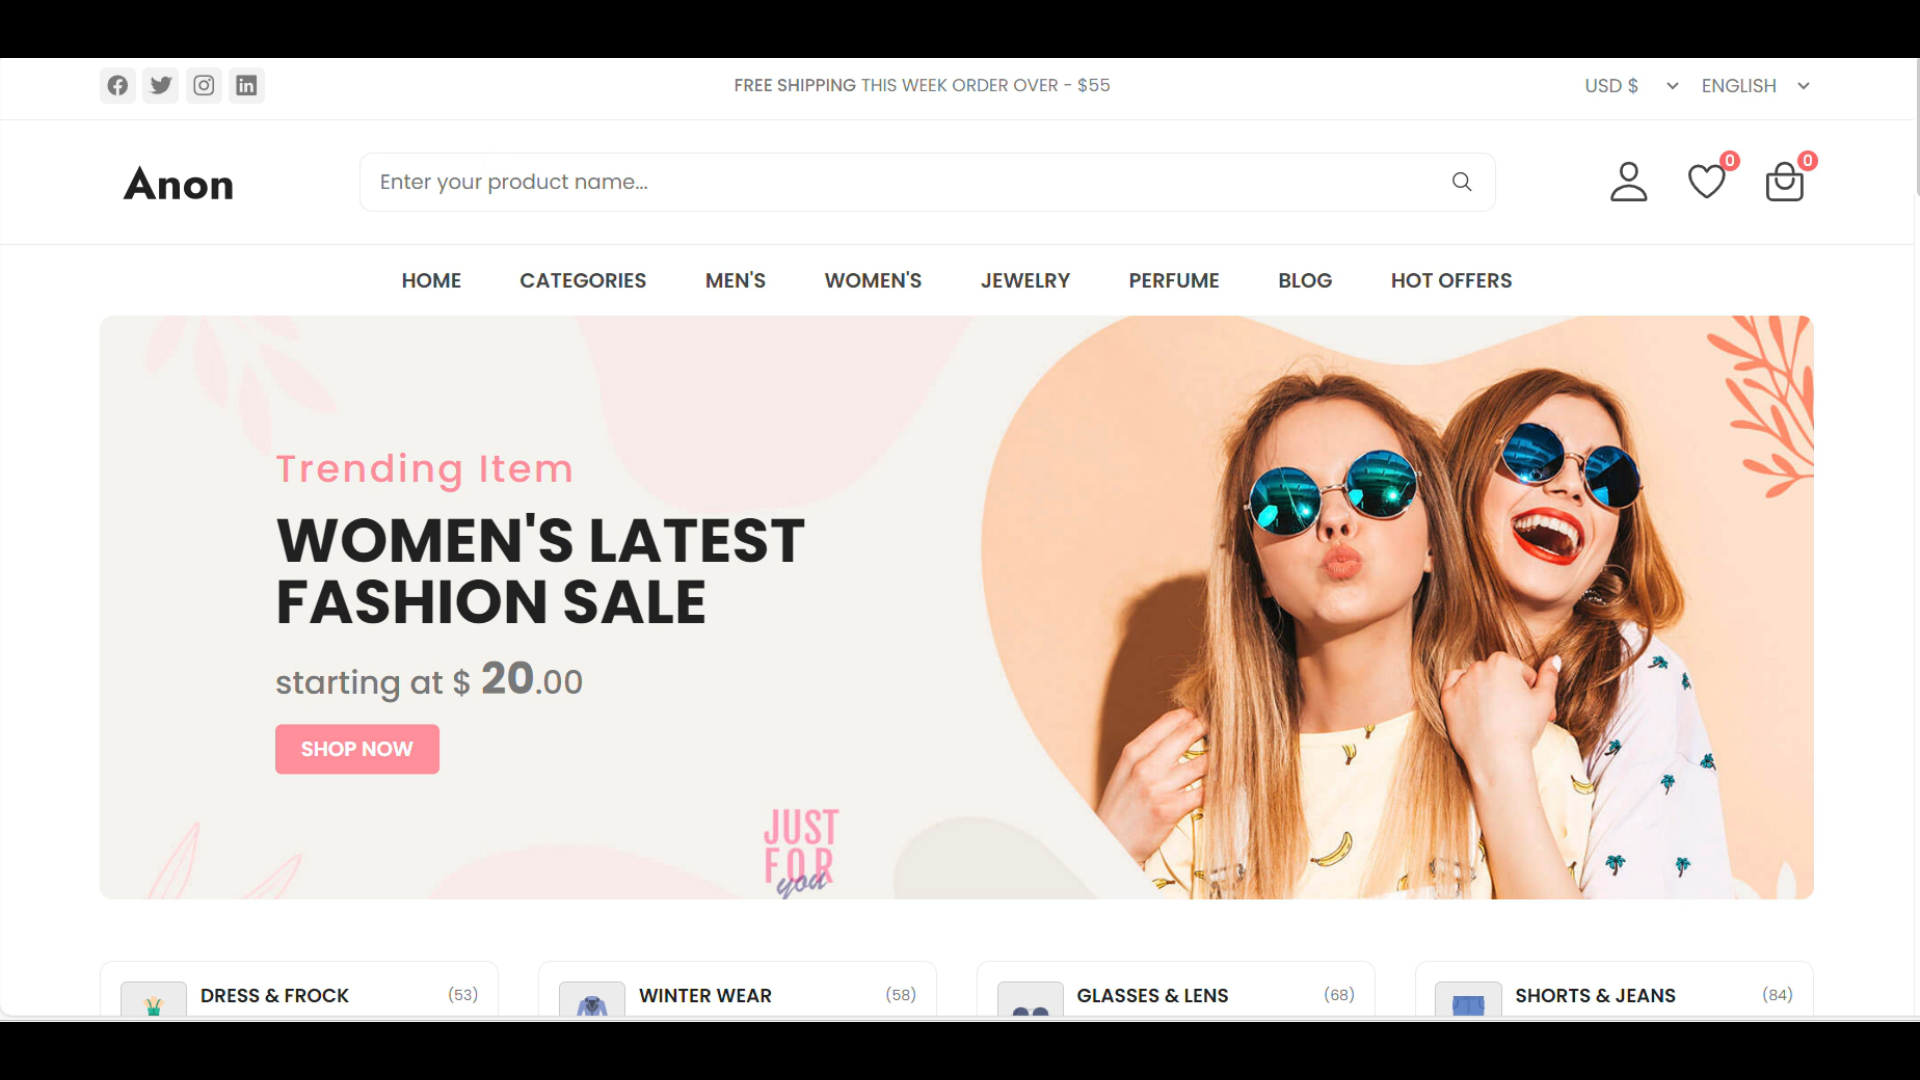 FREE SHIPPING THIS WEEK ORDER OVER - $55
USD $
ENGLISH
Anon
Enter your product name...
0
0
HOME
CATEGORIES
MEN'S
WOMEN'S
JEWELRY
PERFUME
BLOG
HOT OFFERS
Trending Item
WOMEN'S LATEST
FASHION SALE
starting at $ 20.00
SHOP NOW
JUST
FOR
you
DRESS & FROCK
(53)
WINTER WEAR
(58)
GLASSES & LENS
(68)
SHORTS & JEANS
(84)